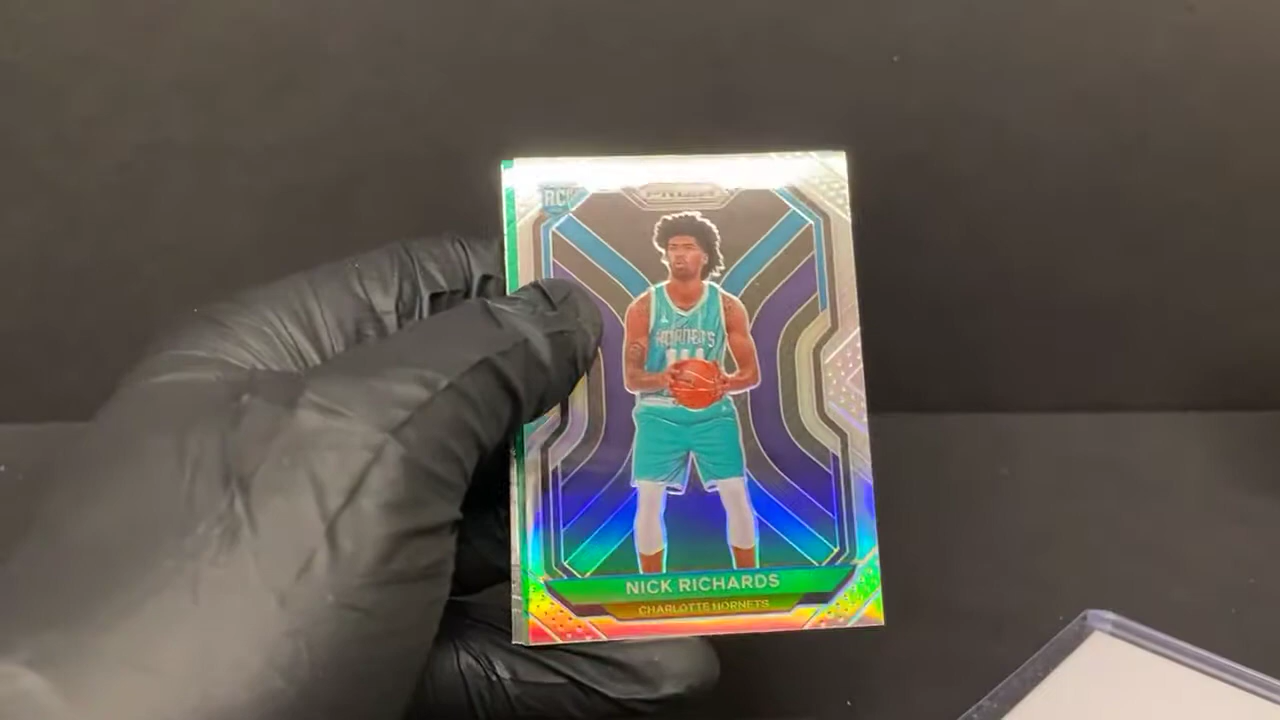 RC
PRIZM
HORNETS
NICK RICHARDS
CHARLOTTE HORNETS